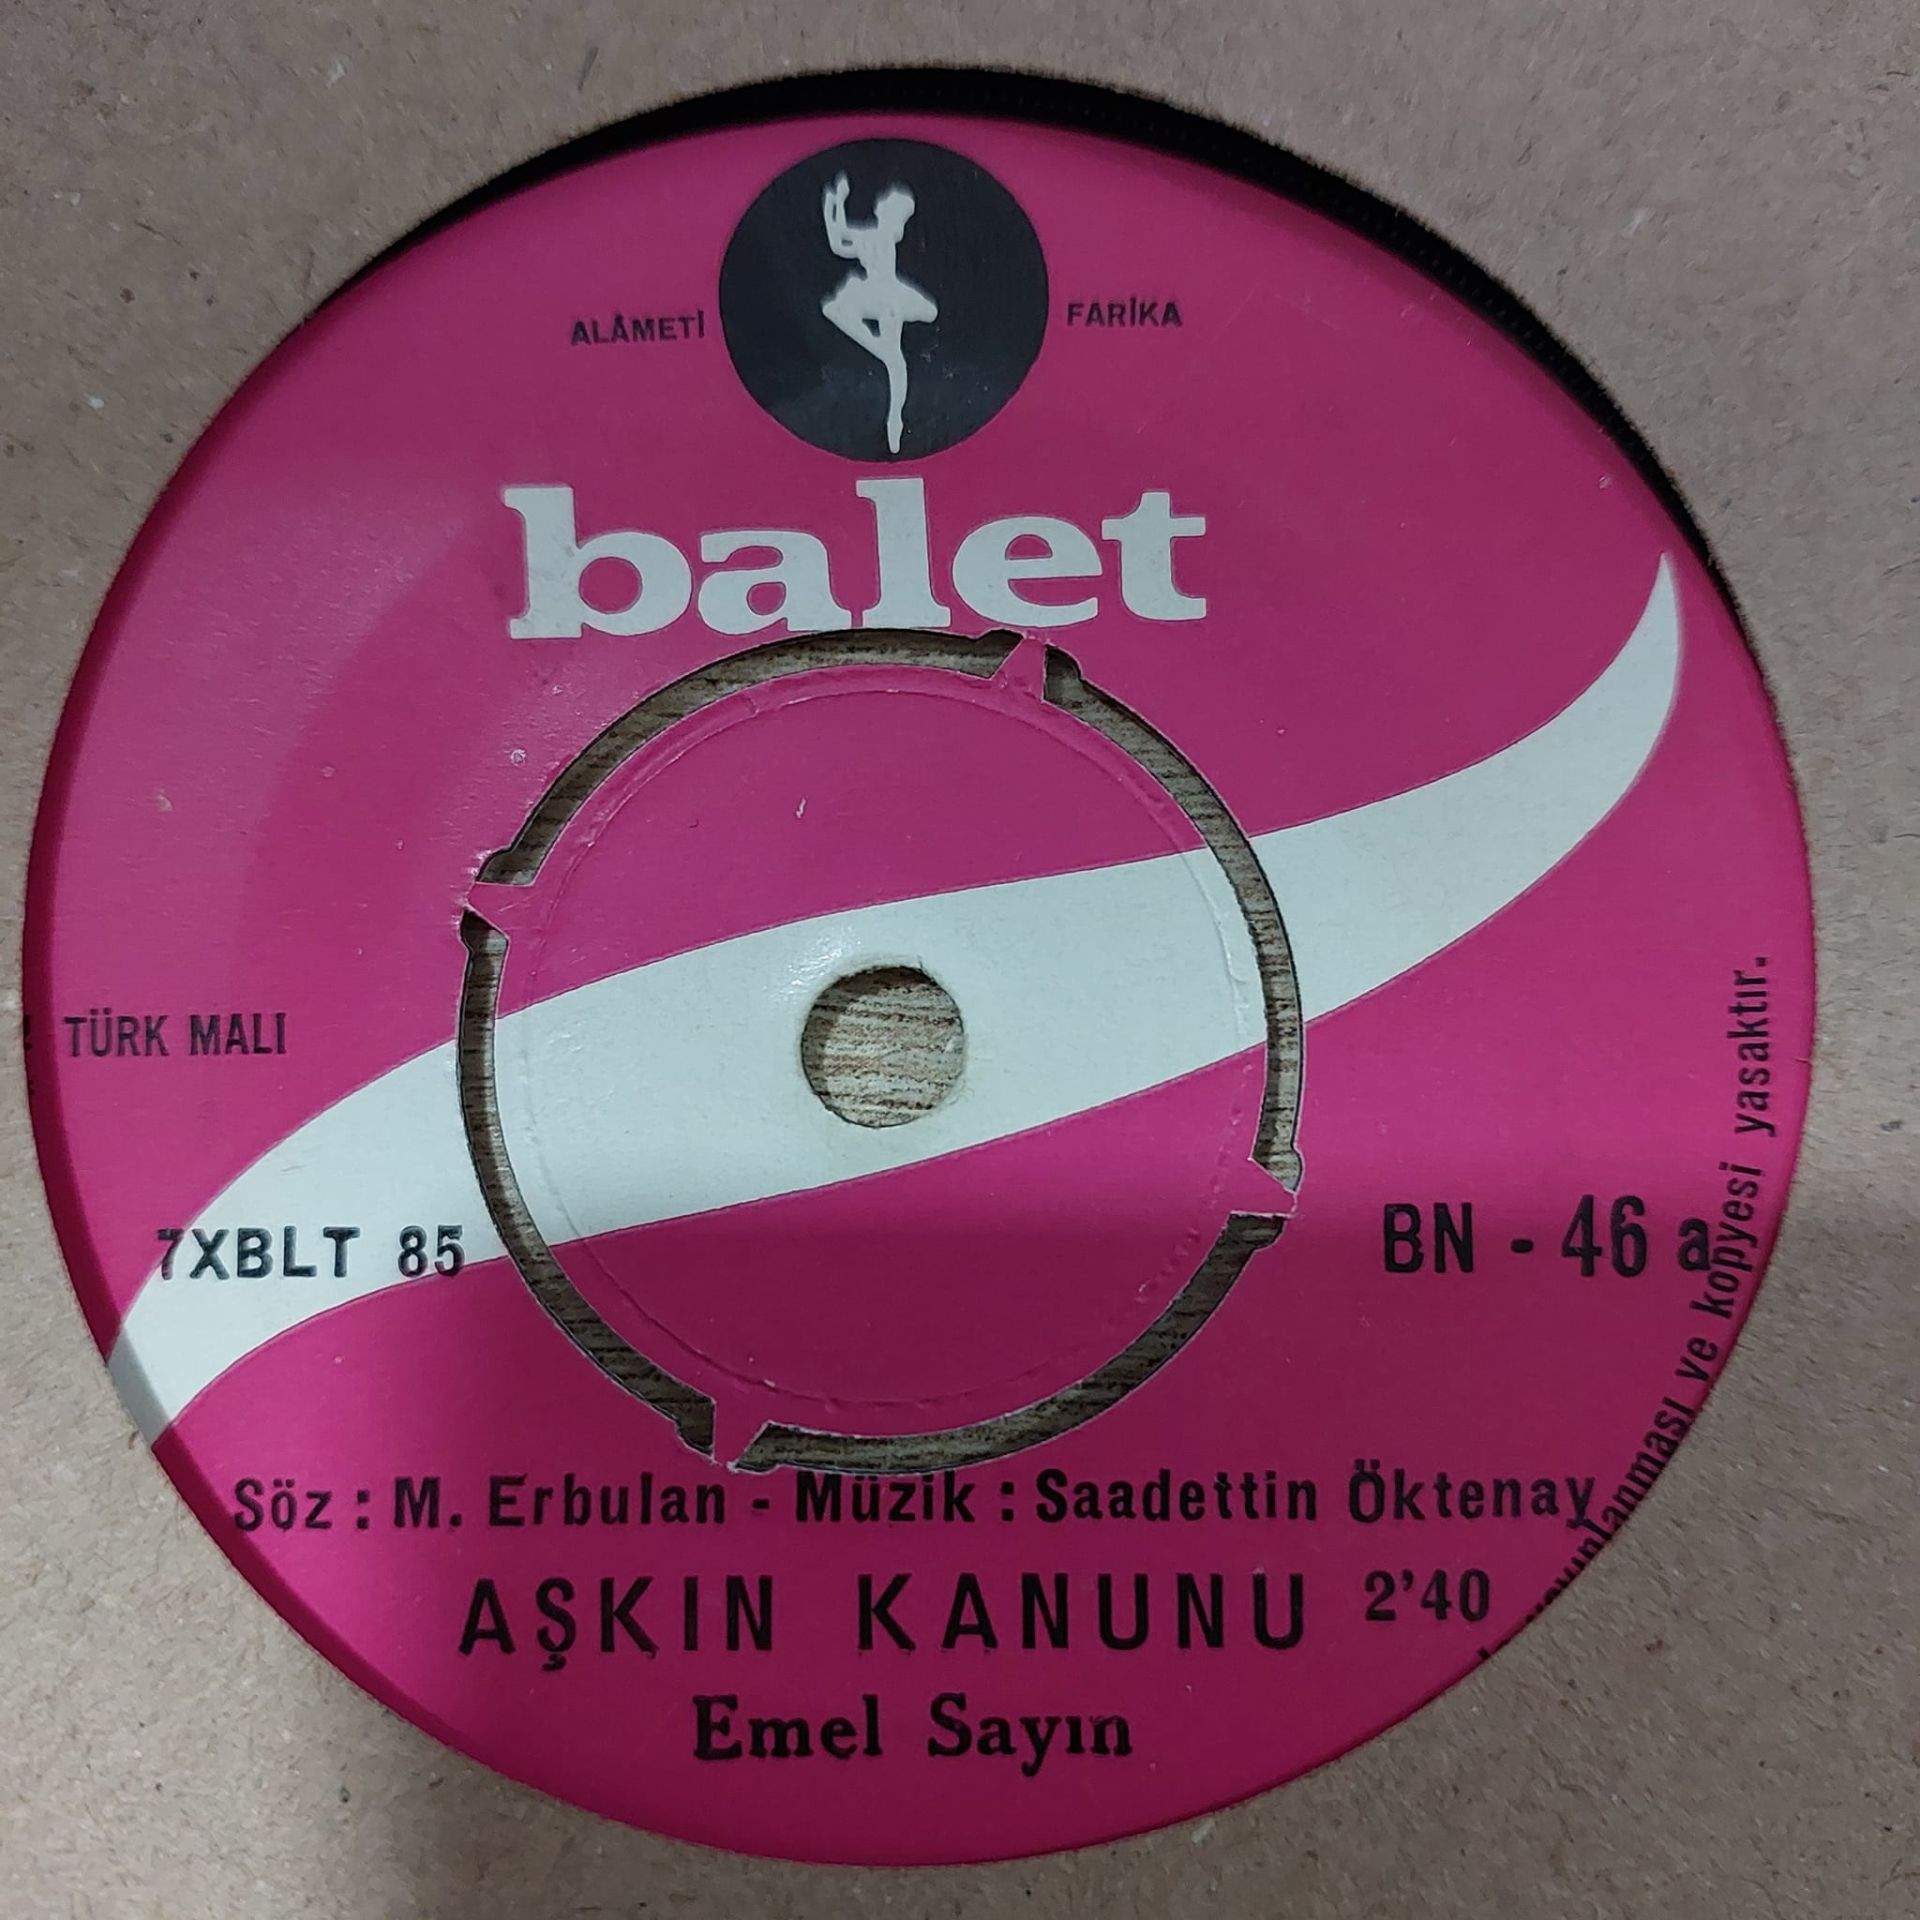 ALÂMETİ FARİKA
balet
TÜRK MALI
7XBLT 85
BN - 46 a
Söz : M. Erbulan - Müzik : Saadettin Öktenay
AŞKIN KANUNU 2'40
Emel Sayın
ve kopyesi yasaktır.